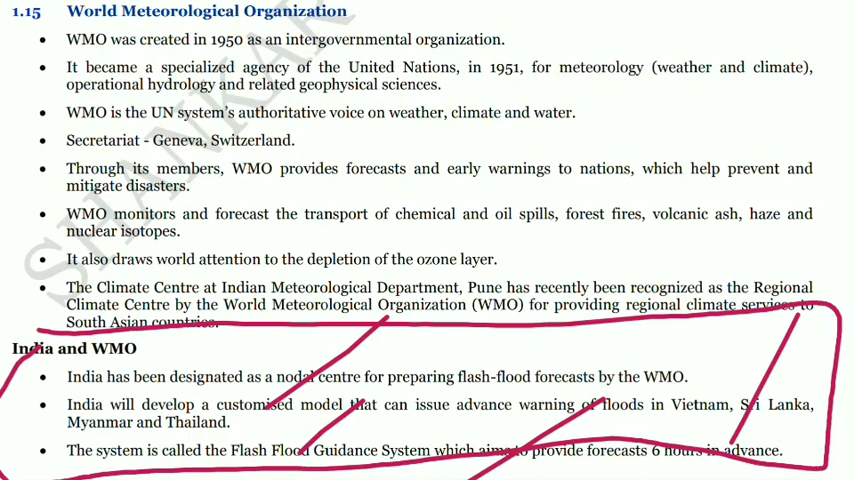 1.15 World Meteorological Organization
• WMO was created in 1950 as an intergovernmental organization.
• It became a specialized agency of the United Nations, in 1951, for meteorology (weather and climate),
operational hydrology and related geophysical sciences.
• WMO is the UN system's authoritative voice on weather, climate and water.
• Secretariat - Geneva, Switzerland.
• Through its members, WMO provides forecasts and early warnings to nations, which help prevent and
mitigate disasters.
• WMO monitors and forecast the transport of chemical and oil spills, forest fires, volcanic ash, haze and
nuclear isotopes.
• It also draws world attention to the depletion of the ozone layer.
• The Climate Centre at Indian Meteorological Department, Pune has recently been recognized as the Regional
Climate Centre by the World Meteorological Organization (WMO) for providing regional climate services to
South Asian countries.
India and WMO
• India has been designated as a nodal centre for preparing flash-flood forecasts by the WMO.
• India will develop a customised model that can issue advance warning of floods in Vietnam, Sri Lanka,
Myanmar and Thailand.
• The system is called the Flash Flood Guidance System which aims to provide forecasts 6 hours in advance.
SHANKAR